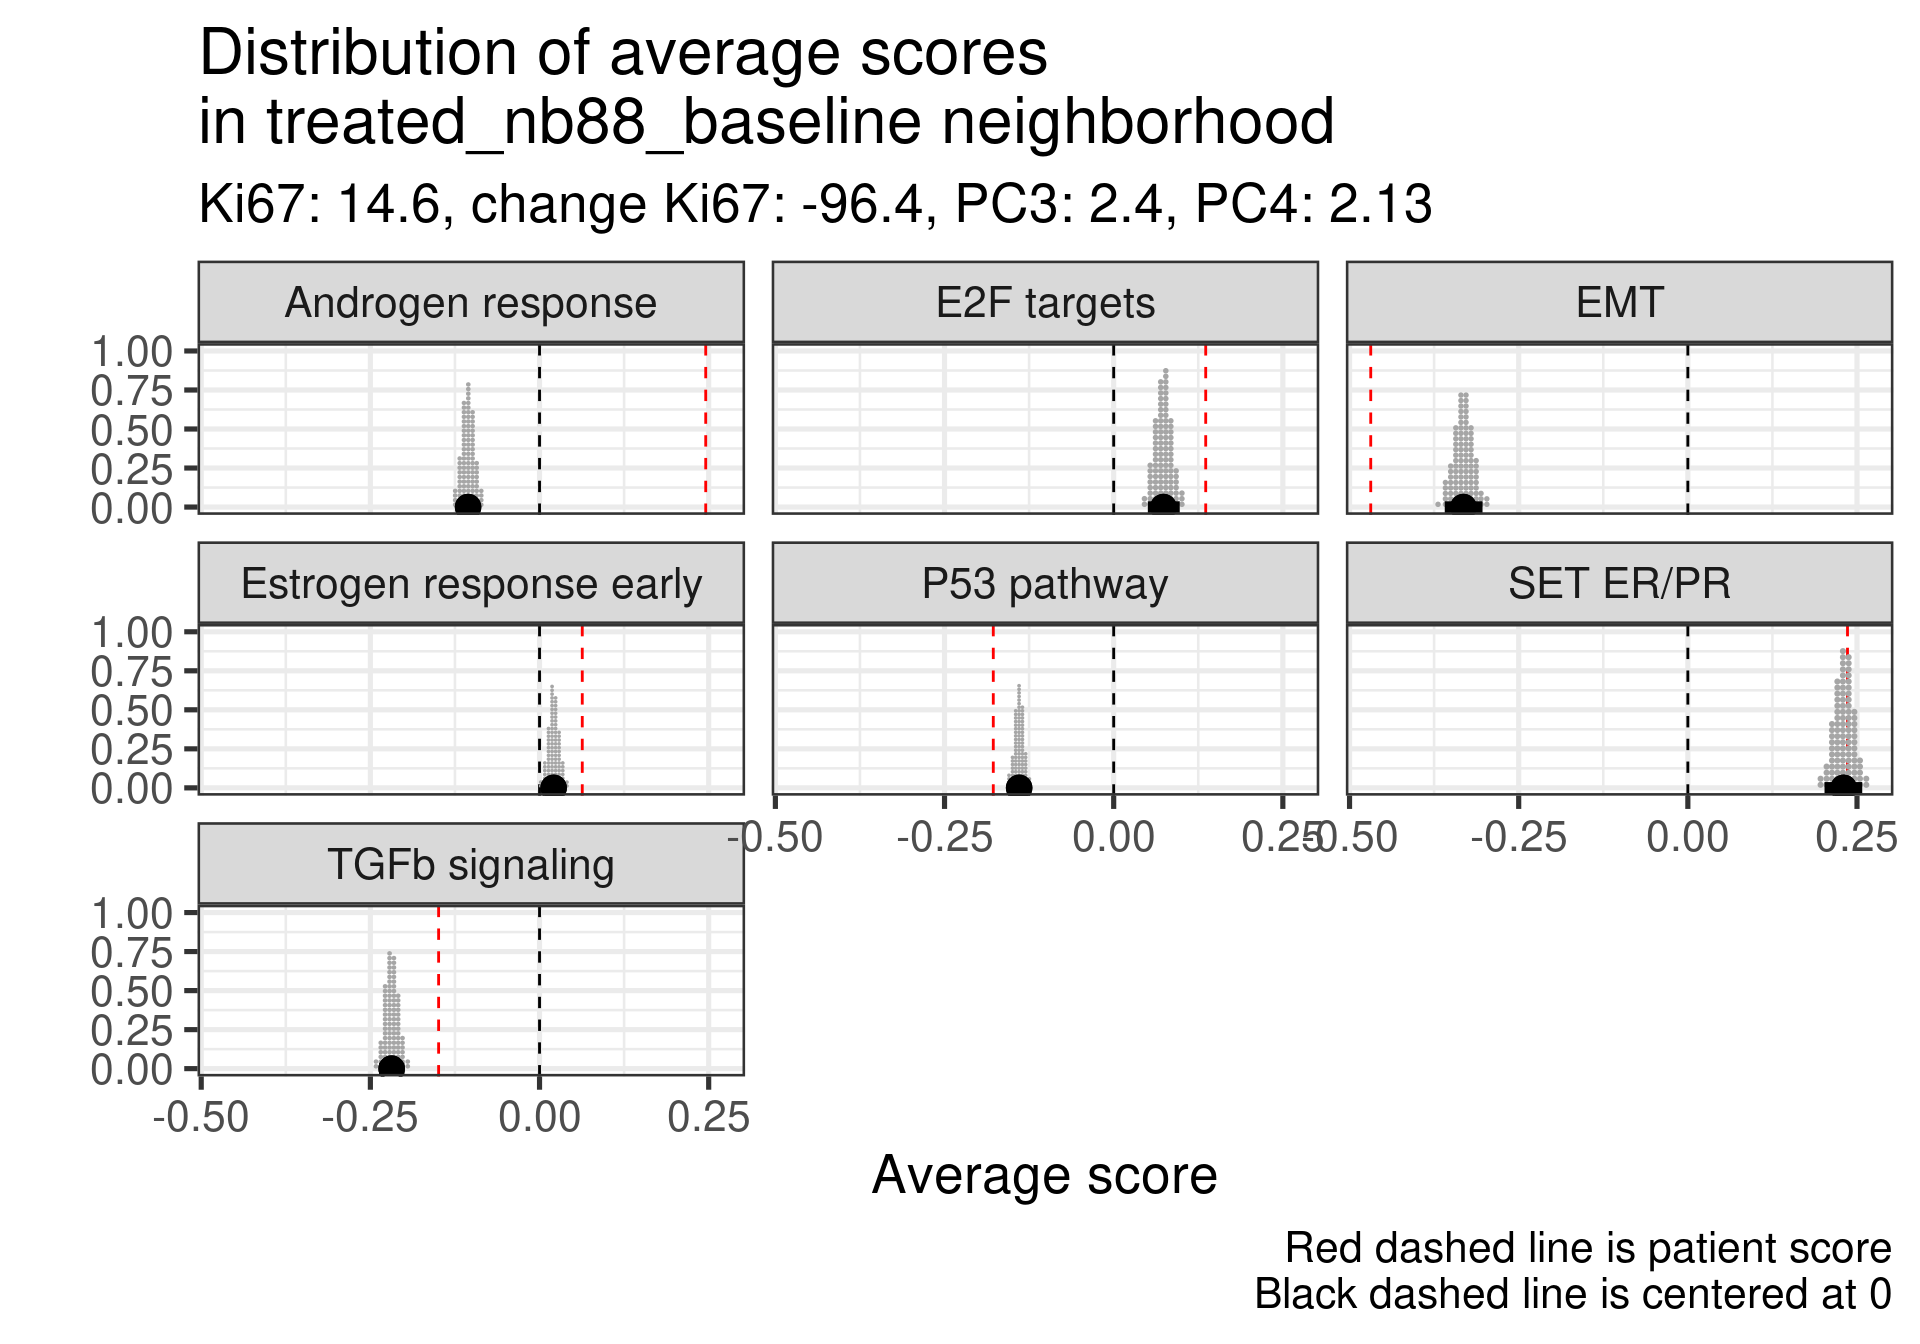 Distribution of average scores
in treated_nb88_baseline neighborhood
Ki67: 14.6, change Ki67: -96.4, PC3: 2.4, PC4: 2.13
Androgen response
E2F targets
EMT
1.00
0.75
0.50
0.25
0.00
Estrogen response early
P53 pathway
SET ER/PR
1.00
0.75
0.50
0.25
0.00
-0.50 -0.25 0.00 0.25
-0.50 -0.25 0.00 0.25
TGFb signaling
1.00
0.75
0.50
0.25
0.00
-0.50 -0.25 0.00 0.25
Average score
Red dashed line is patient score
Black dashed line is centered at 0